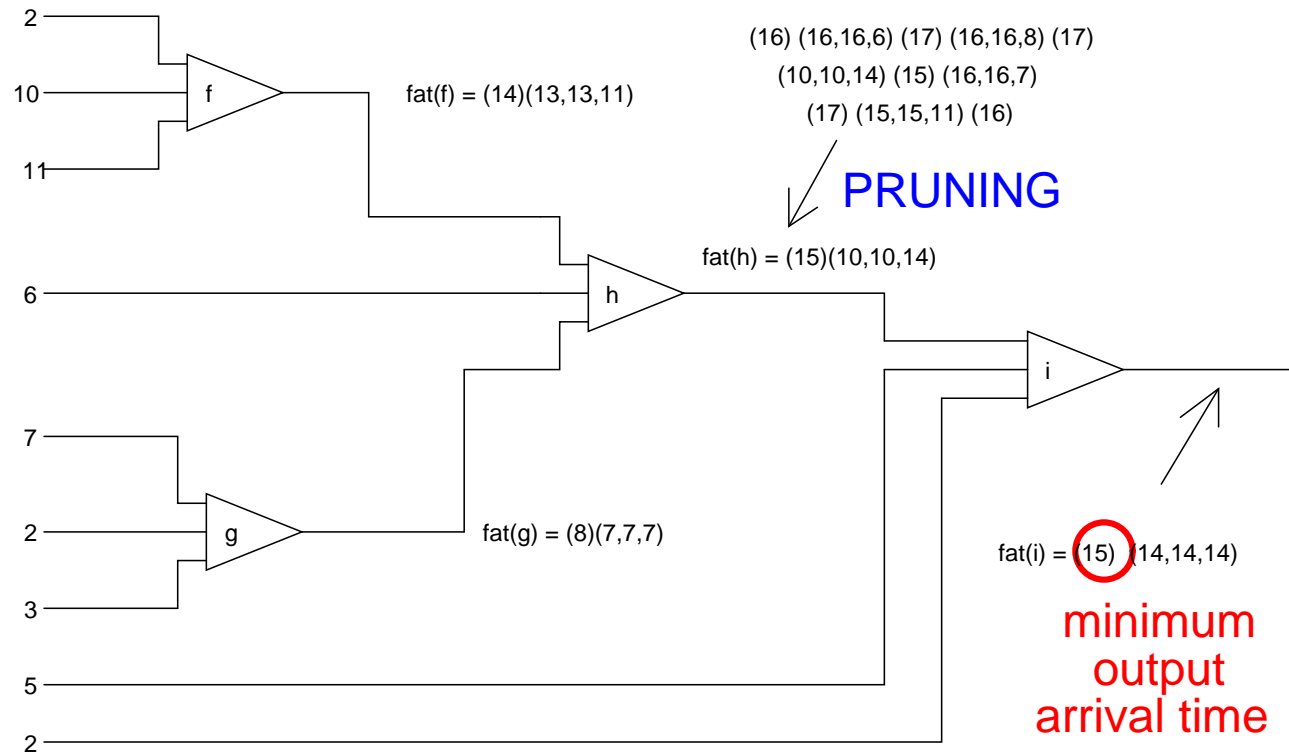 2
(16) (16,16,6) (17) (16,16,8) (17)
(10,10,14) (15) (16,16,7)
(17) (15,15,11) (16)
10
f
fat(f) = (14)(13,13,11)
11
PRUNING
fat(h) = (15)(10,10,14)
6
h
i
7
2
g
fat(g) = (8)(7,7,7)
fat(i) = (15) (14,14,14)
3
minimum
output
arrival time
5
2